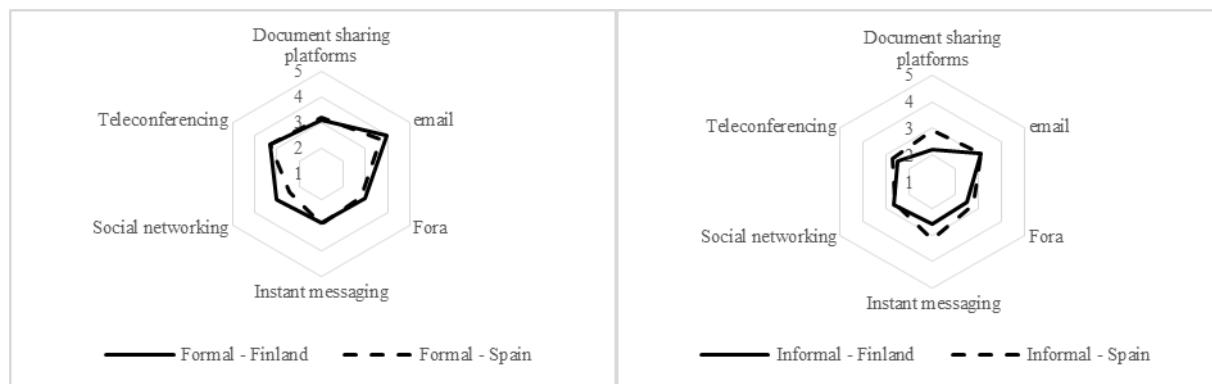 Document sharing
platforms
5
4
3
2
1
Teleconferencing
email
Social networking
Fora
Instant messaging
Formal - Finland
Formal - Spain
Document sharing
platforms
5
4
3
2
1
Teleconferencing
email
Social networking
Fora
Instant messaging
Informal - Finland
Informal - Spain